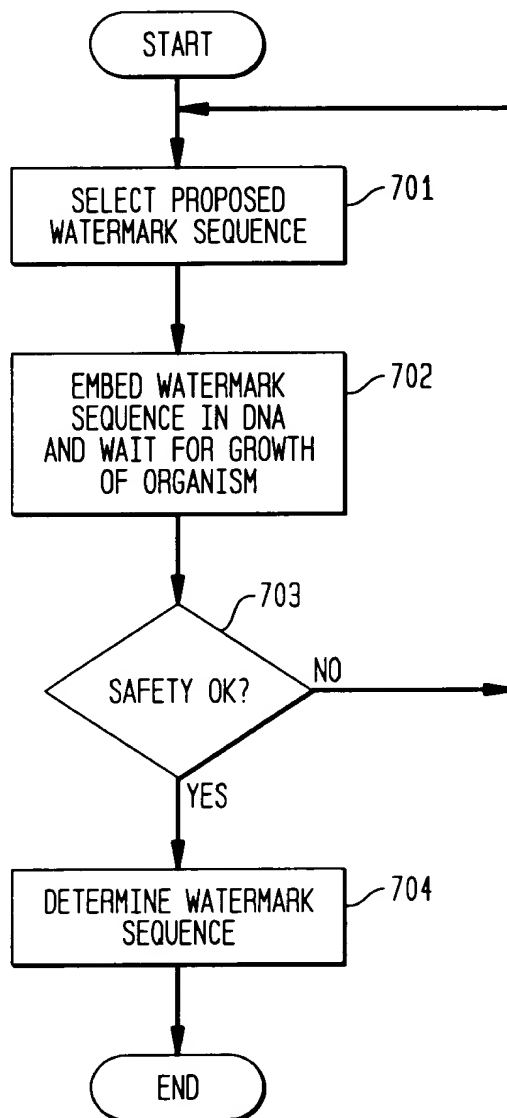 START
SELECT PROPOSED
WATERMARK SEQUENCE
701
EMBED WATERMARK
SEQUENCE IN DNA
AND WAIT FOR GROWTH
OF ORGANISM
702
703
SAFETY OK?
NO
YES
DETERMINE WATERMARK
SEQUENCE
704
END